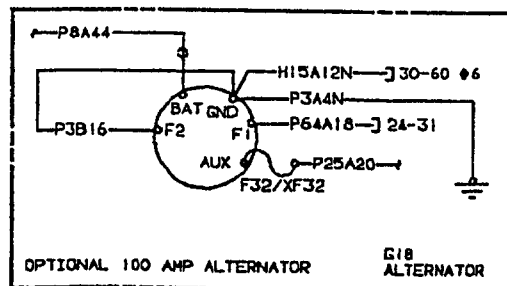 P8A44
H15A12N 30-60 Φ6
BAT GND
P3A4N
P3B16 F2 F1 P64A18 24-31
AUX P25A20
F32/XF32
OPTIONAL 100 AMP ALTERNATOR
G18
ALTERNATOR